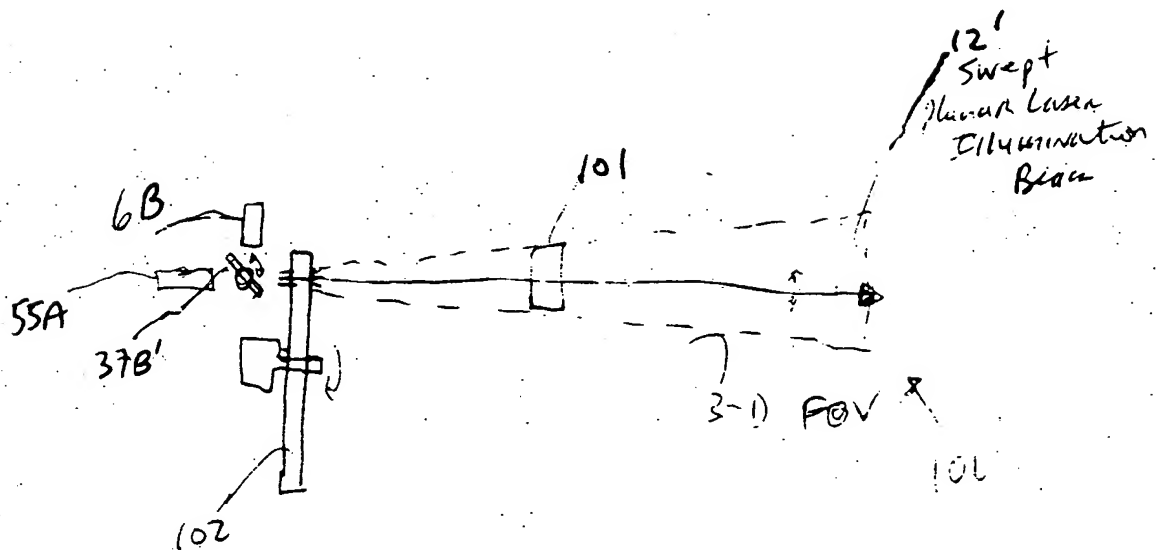 12'
Swept
Planar Laser
Illumination
Beam
101
6B
55A
37B'
3-D FOV
102